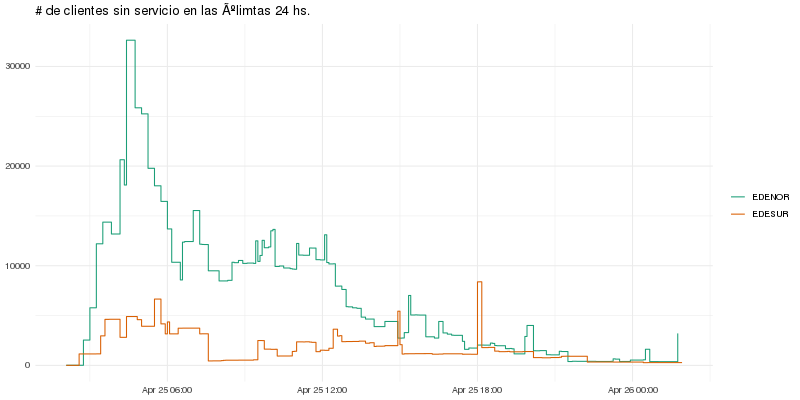 # de clientes sin servicio en las Ãºlimtas 24 hs.
30000
20000
10000
0
Apr 25 06:00
Apr 25 12:00
Apr 25 18:00
Apr 26 00:00
EDENOR
EDESUR